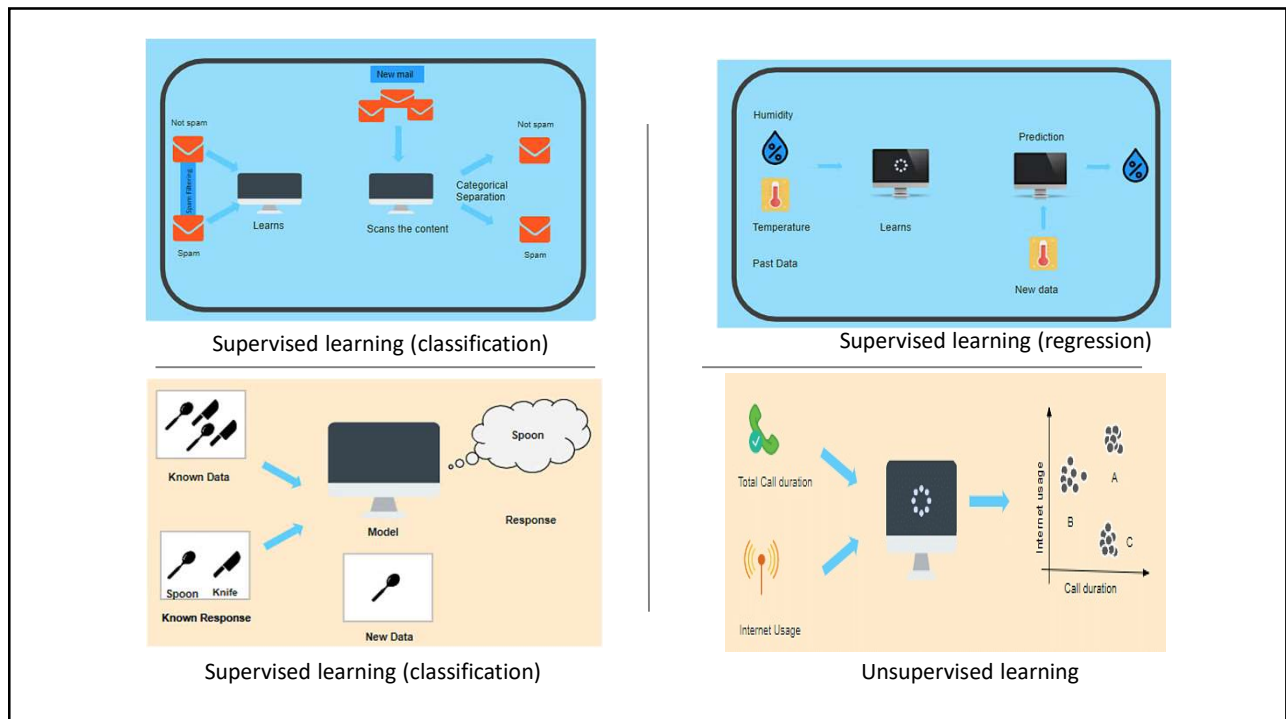 New mail
Not spam
Not spam
Spam Filtering
Categorical
Separation
Learns
Scans the content
Spam
Spam
Supervised learning (classification)
Humidity
Prediction
Temperature
Learns
Past Data
New data
Supervised learning (regression)
Known Data
Spoon
Model
Response
Spoon
Knife
Known Response
New Data
Supervised learning (classification)
Total Call duration
Internet Usage
Internet usage
A
B
C
Call duration
Unsupervised learning